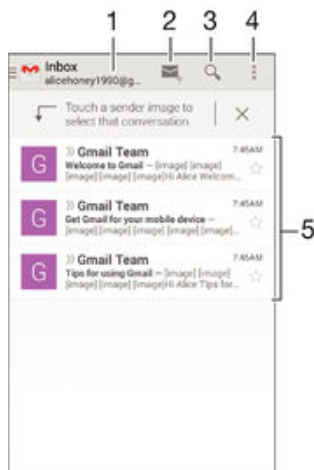 1
2
3
4
Inbox
alicehoney1990@g...
Touch a sender image to
select that conversation.
G
» Gmail Team
7:45AM
Welcome to Gmail – [image] [image]
[image] [image] [image]Hi Alice Welcom...
G
» Gmail Team
7:45AM
Get Gmail for your mobile device –
[image] [image] [image] [image] [image]...
G
» Gmail Team
7:45AM
Tips for using Gmail – [image] [image]
[image] [image] [image]Hi Alice Tips for...
5